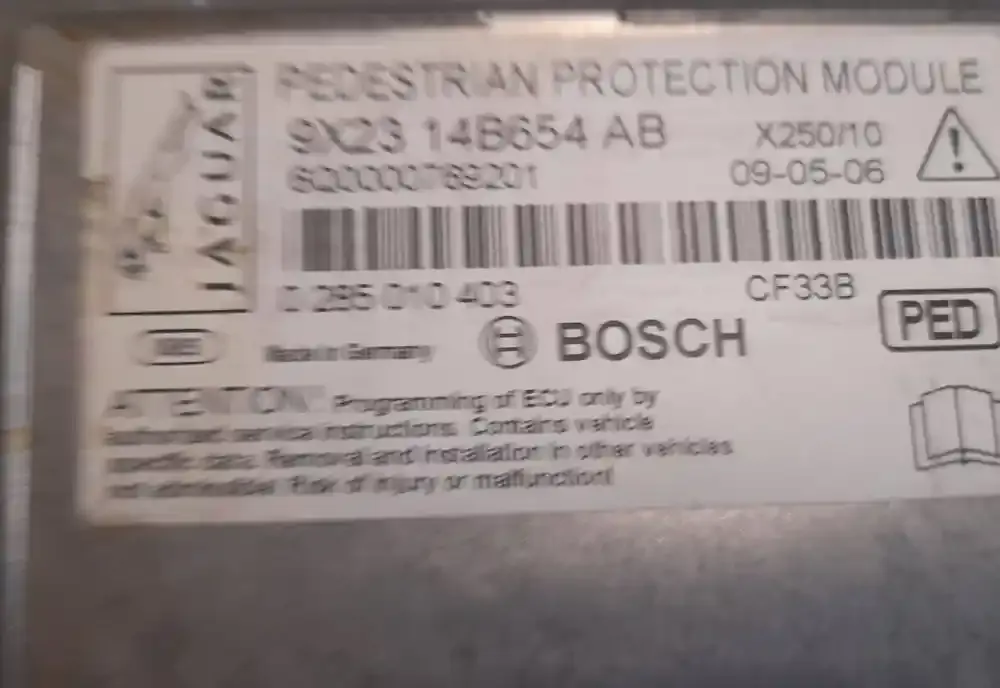 JAGUAR
PEDESTRIAN PROTECTION MODULE
9X23 14B654 AB
X250/10
6Q0000769201
09-05-06
0 285 010 403
CF33B
Made in Germany
BOSCH
PED
ATTENTION! Programming of ECU only by
authorized service instructions. Contains vehicle
specific data. Removal and installation in other vehicles
not admissible! Risk of injury or malfunction!